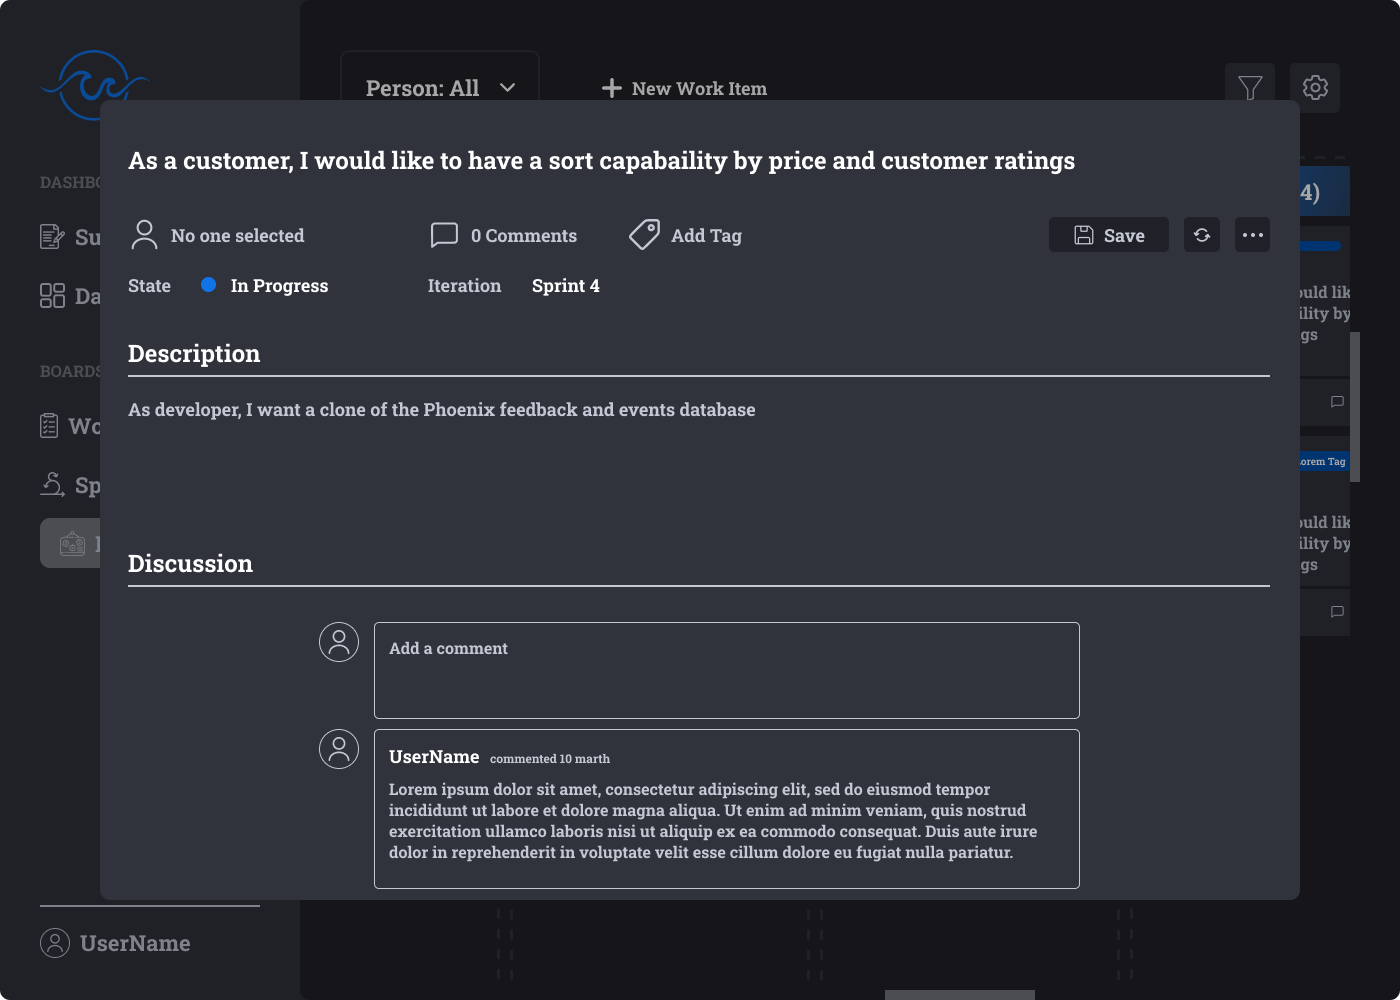 Person: All
New Work Item
As a customer, I would like to have a sort capabaility by price and customer ratings
No one selected
0 Comments
Add Tag
Save
State
In Progress
Iteration
Sprint 4
Description
As developer, I want a clone of the Phoenix feedback and events database
Discussion
Add a comment
UserName commented 10 marth
Lorem ipsum dolor sit amet, consectetur adipiscing elit, sed do eiusmod tempor
incididunt ut labore et dolore magna aliqua. Ut enim ad minim veniam, quis nostrud
exercitation ullamco laboris nisi ut aliquip ex ea commodo consequat. Duis aute irure
dolor in reprehenderit in voluptate velit esse cillum dolore eu fugiat nulla pariatur.
DASHBO
Su
Da
BOARDS
Wo
Sp
UserName
4)
ould lik
ility by
gs
orem Tag
ould lik
ility by
gs